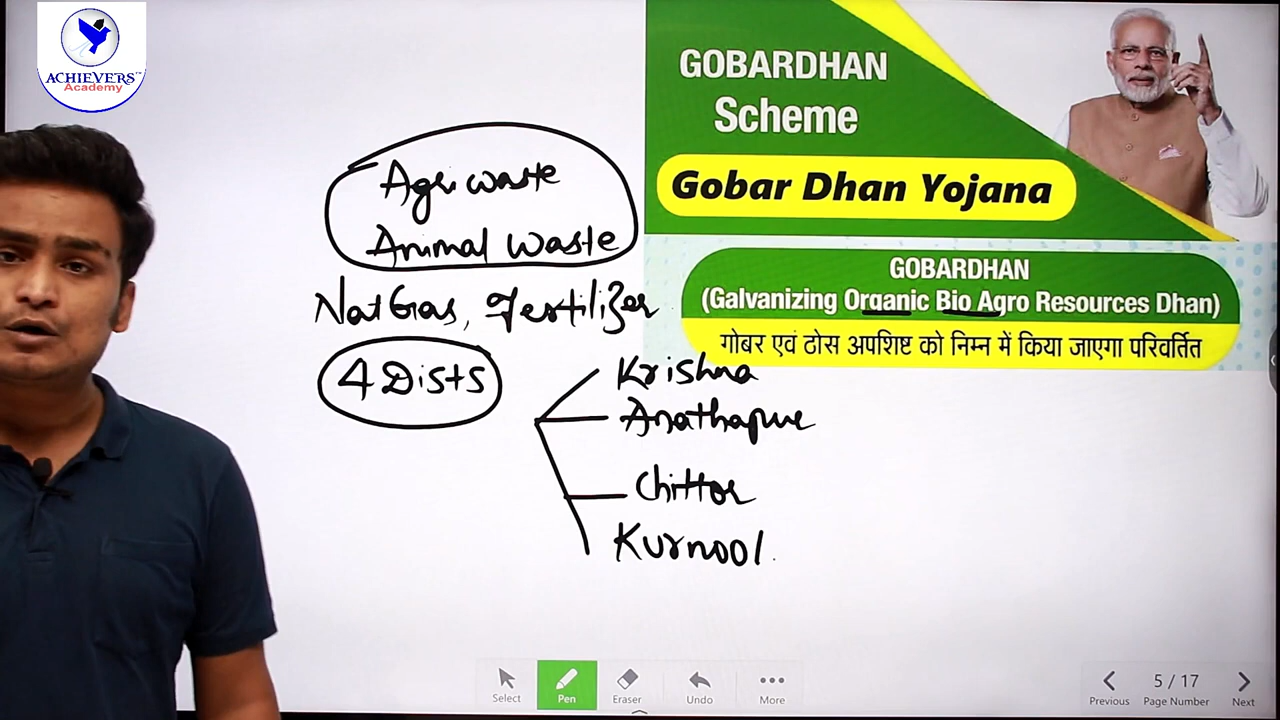 ACHIEVERS™
Academy
GOBARDHAN
Scheme
Gobar Dhan Yojana
GOBARDHAN
(Galvanizing Organic Bio Agro Resources Dhan)
गोबर एवं ठोस अपशिष्ट को निम्न में किया जाएगा परिवर्तित
Agri waste
Animal waste
Nat Gas, Fertilizer
4 Dists
Krishna
Anathapur
Chittor
Kurnool
Select
Pen
Eraser
Undo
More
5 / 17
Previous
Page Number
Next